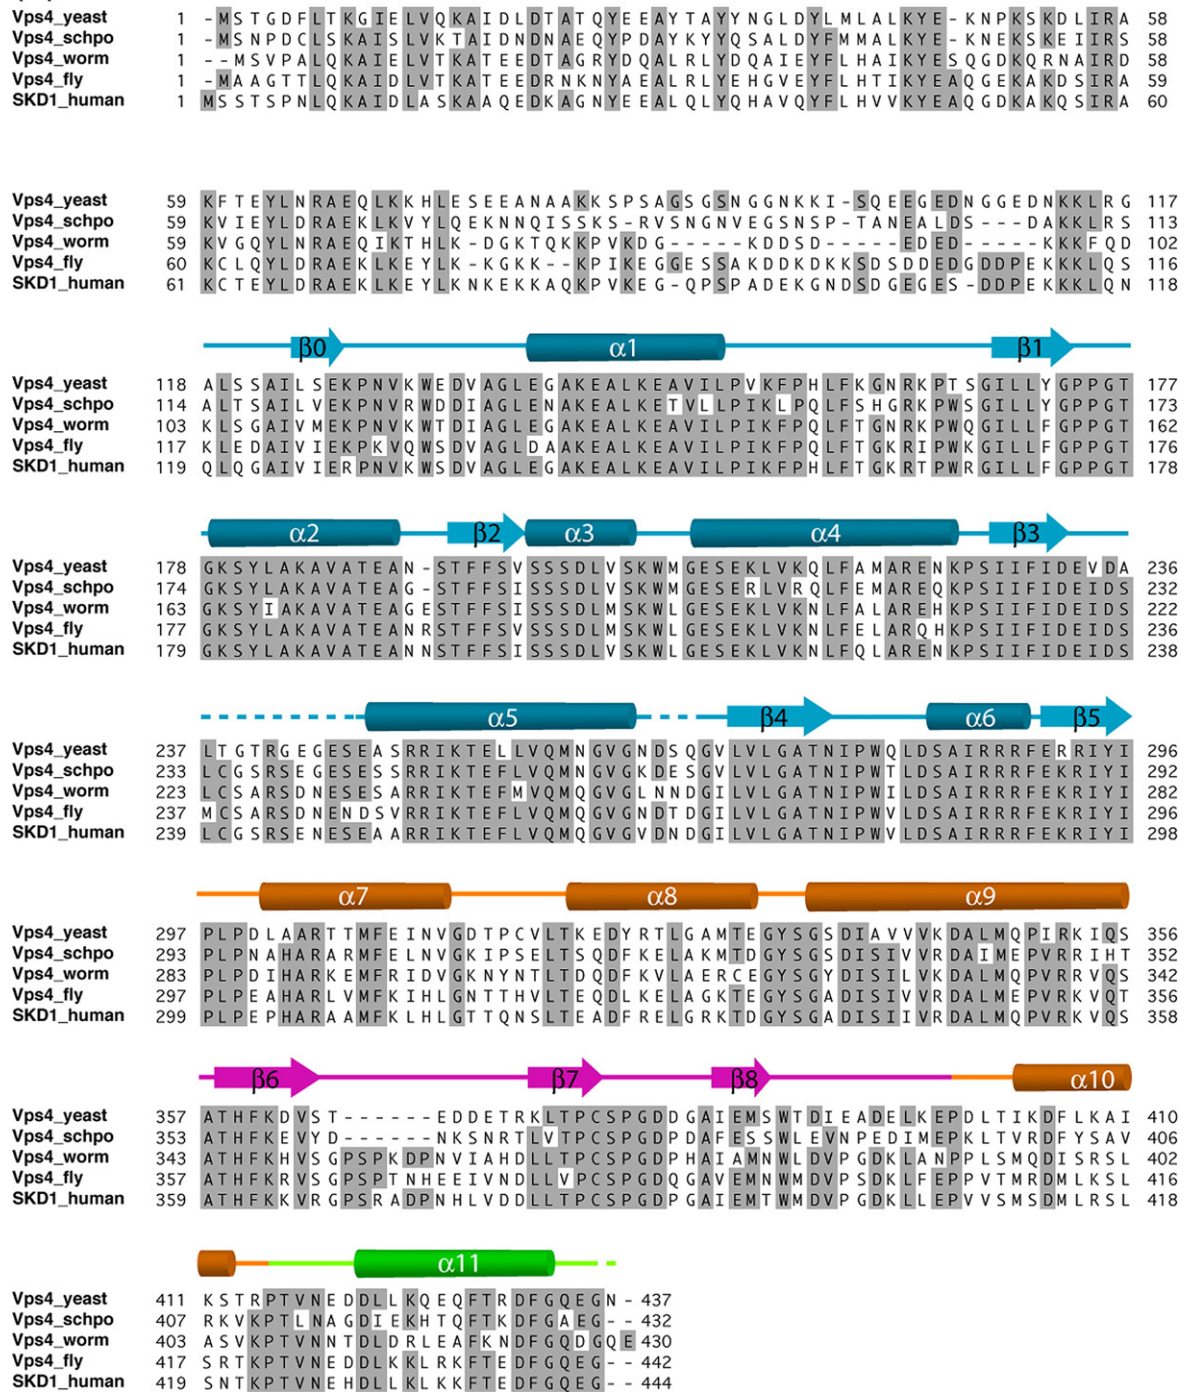 Vps4_yeast 1 -MSTGDFLTKGIELVQKAIDLDTATQYEEAYTAYYNGLDYLMLALKYE-KNPKSKDLIRA 58
Vps4_schpo 1 -MSNPDCLSKAISLVKTAIDNDNAEQYPDAYKYYQSALDYFMMALKYE-KNEKSKEIIRS 58
Vps4_worm 1 --MSVPALQKAIELVTKATEEDTAGRYDQALRLYDQAIEYFLHAIKYESQGDKQRNAIRD 58
Vps4_fly 1 -MAAGTTLQKAIDLVTKATEEDRNKNYAEALRLYEHGVEYFLHTIKYEAQGEKAKDSIRA 59
SKD1_human 1 MSSTSPNLQKAIDLASKAAQEDKAGNYEEALQLYQHAVQYFLHVVKYEAQGDKAKQSIRA 60
Vps4_yeast 59 KFTEYLNRAEQLKKHLESEEANAAKKSPSAGSGSNGGNKKI-SQEEGEDNGGEDNKKLRG 117
Vps4_schpo 59 KVIEYLDRAEKLKVYLQEKNNQISSKS-RVSNGNVEGSNSP-TANEALDS---DAKKLRS 113
Vps4_worm 59 KVGQYLNRAEQIKTHLK-DGKTQKKPVKDG-----KDDSD-----EDED-----KKKFQD 102
Vps4_fly 60 KCLQYLDRAEKLKEYLK-KGKK--KPIKEGGESSAKDDKDKKSDSDDEDGDDPEKKKLQS 116
SKD1_human 61 KCTEYLDRAEKLKEYLKNKEKKAQKPVKEG-QPSPADEKGNDSDGEGES-DDPEKKKLQN 118
β0 α1 β1
Vps4_yeast 118 ALSSAILSEKPNVKWEDVAGLEGAKEALKEAVILPVKFPHLFKGNRKPTSGILLYGPPGT 177
Vps4_schpo 114 ALTSAILVEKPNVRWDDIAGLENAKEALKETVLLPIKLPQLFSHGRKPWSGILLYGPPGT 173
Vps4_worm 103 KLSGAIVMEKPNVKWTDIAGLEGAKEALKEAVILPIKFPQLFTGNRKPWQGILLFGPPGT 162
Vps4_fly 117 KLEDAIVIEKPNVQWSDVAGLDAAKEALKEAVILPIKFPQLFTGKRIPWKGILLFGPPGT 176
SKD1_human 119 QLQGAIVIERPNVKWSDVAGLEGAKEALKEAVILPIKFPHLFTGKRTPWRGILLFGPPGT 178
α2 β2 α3 α4 β3
Vps4_yeast 178 GKSYLAKAVATEAN-STFFSVSSSDLVSKWMGESEKLVKQLFAMARENKPSIIFIDEVDA 236
Vps4_schpo 174 GKSYLAKAVATEAG-STFFSISSSDLVSKWMGESERLVRQLFEMAREQKPSIIFIDEIDS 232
Vps4_worm 163 GKSYIAKAVATEAGESTFFSISSSDLMSKWLGESEKLVKNLFALAREHKPSIIFIDEIDS 222
Vps4_fly 177 GKSYLAKAVATEANRSTFFSVSSSDLMSKWLGESEKLVKNLFELARQHKPSIIFIDEIDS 236
SKD1_human 179 GKSYLAKAVATEANNSTFFSISSSDLVSKWLGESEKLVKNLFQLARENKPSIIFIDEIDS 238
α5 β4 α6 β5
Vps4_yeast 237 LTGTRGEGESEASRRIKTELLVQMNGVGNDSQGVLVLGATNIPWQLDSAIRRRFERRIYI 296
Vps4_schpo 233 LCGSRSEGESESSRRIKTEFLVQMNGVGKDESGVLVLGATNIPWTLDSAIRRRFEKRIYI 292
Vps4_worm 223 LCSARSDNESESARRIKTEFMVQMQGVGLNNDGILVLGATNIPWILDSAIRRRFEKRIYI 282
Vps4_fly 237 MCSARSDNENDSVRRIKTEFLVQMQGVGNDTDGILVLGATNIPWVLDSAIRRRFEKRIYI 296
SKD1_human 239 LCGSRSENESEAARRIKTEFLVQMQGVGVDNDGILVLGATNIPWVLDSAIRRRFEKRIYI 298
α7 α8 α9
Vps4_yeast 297 PLPDLAARTTMFEINVGDTPCVLTKEDYRTLGAMTEGYSGSDIAVVVKDALMQPIRKIQS 356
Vps4_schpo 293 PLPNAHARARMFELNVGKIPSELTSQDFKELAKMTDGYSGSDISIVVRDAIMEPVRRIHT 352
Vps4_worm 283 PLPDIHARKEMFRIDVGKNYNTLTDQDFKVLAERCEGYSGYDISILVKDALMQPVRRVQS 342
Vps4_fly 297 PLPEAHARLVMFKIHLGNTTHVLTEQDLKELAGKTEGYSGADISIVVRDALMEPVRKVQT 356
SKD1_human 299 PLPEPHARAAMFKLHLGTTQNSLTEADFRELGRKTDGYSGADISIIVRDALMQPVRKVQS 358
β6 β7 β8 α10
Vps4_yeast 357 ATHFKDVST------EDDETRKLTPCSPGDDGAIEMSWTDIEADELKEPDLTIKDFLKAI 410
Vps4_schpo 353 ATHFKEVYD------NKSNRTLVTPCSPGDPDAFESSWLEVNPEDIMEPKLTVRDFYSAV 406
Vps4_worm 343 ATHFKHVSGPSPKDPNVIAHDLLTPCSPGDPHAIAMNWLDVPGDKLANPPLSMQDISRSL 402
Vps4_fly 357 ATHFKRVSGPSPTNHEEIVNDLLVPCSPGDQGAVEMNWMDVPSDKLFEPPVTMRDMLKSL 416
SKD1_human 359 ATHFKKVRGPSRADPNHLVDDLLTPCSPGDPGAIEMTWMDVPGDKLLEPVVSMSDMLRSL 418
α11
Vps4_yeast 411 KSTRPTVNEDDLLKQEQFTRDFGQEGN- 437
Vps4_schpo 407 RKVKPTLNAGDIEKHTQFTKDFGAEG-- 432
Vps4_worm 403 ASVKPTVNNTDLDRLEAFKNDFGQDGQE 430
Vps4_fly 417 SRTKPTVNEDDLKKLRKFTEDFGQEG-- 442
SKD1_human 419 SNTKPTVNEHDLLKLKKFTEDFGQEG-- 444